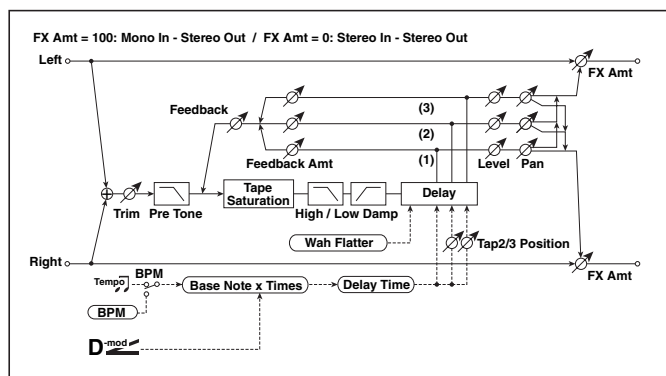 FX Amt = 100: Mono In - Stereo Out / FX Amt = 0: Stereo In - Stereo Out
Left
FX Amt
Feedback
(3)
(2)
(1)
Feedback Amt
Level
Pan
Trim
Pre Tone
Tape
Saturation
High / Low Damp
Delay
Wah Flatter
Tap2/3 Position
Right
FX Amt
Tempo
BPM
Base Note x Times
Delay Time
BPM
D-mod